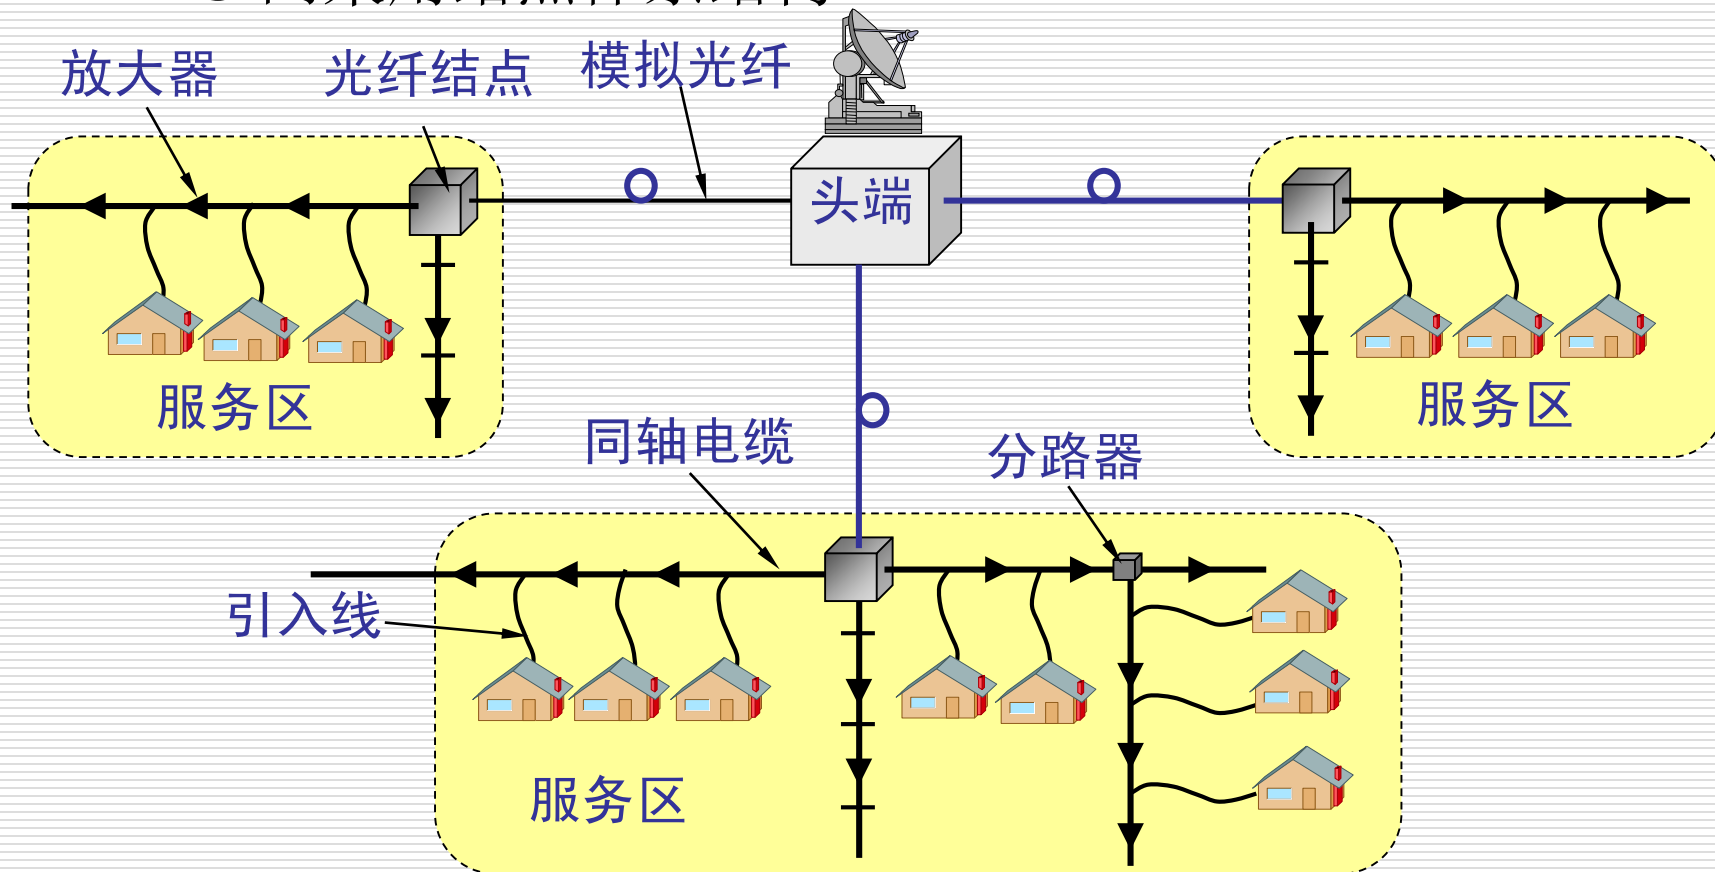 放大器
光纤结点
模拟光纤
头端
服务区
服务区
同轴电缆
分路器
引入线
服务区